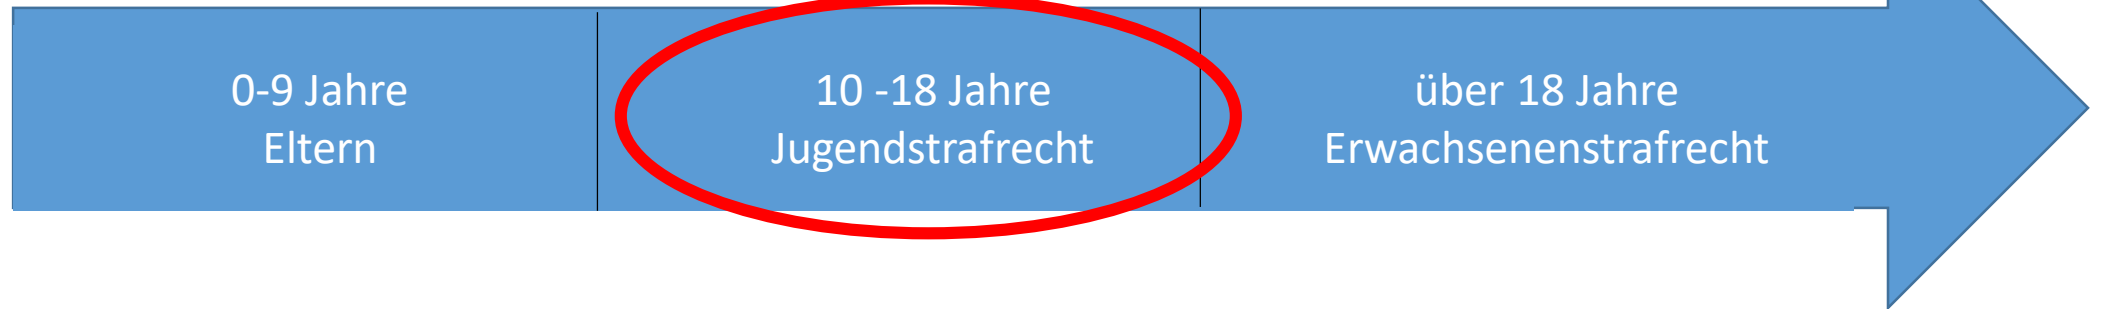 0-9 Jahre
Eltern
10 -18 Jahre
Jugendstrafrecht
über 18 Jahre
Erwachsenenstrafrecht